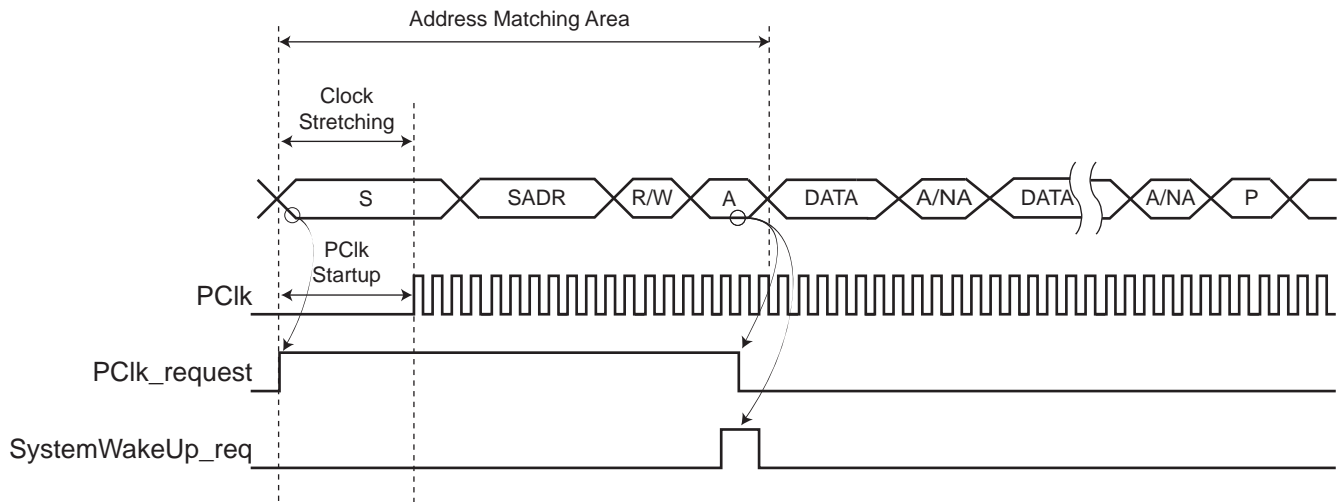 Address Matching Area
Clock
Stretching
S
SADR
R/W
A
DATA
A/NA
DATA
A/NA
P
PClk
Startup
PClk
PClk_request
SystemWakeUp_req